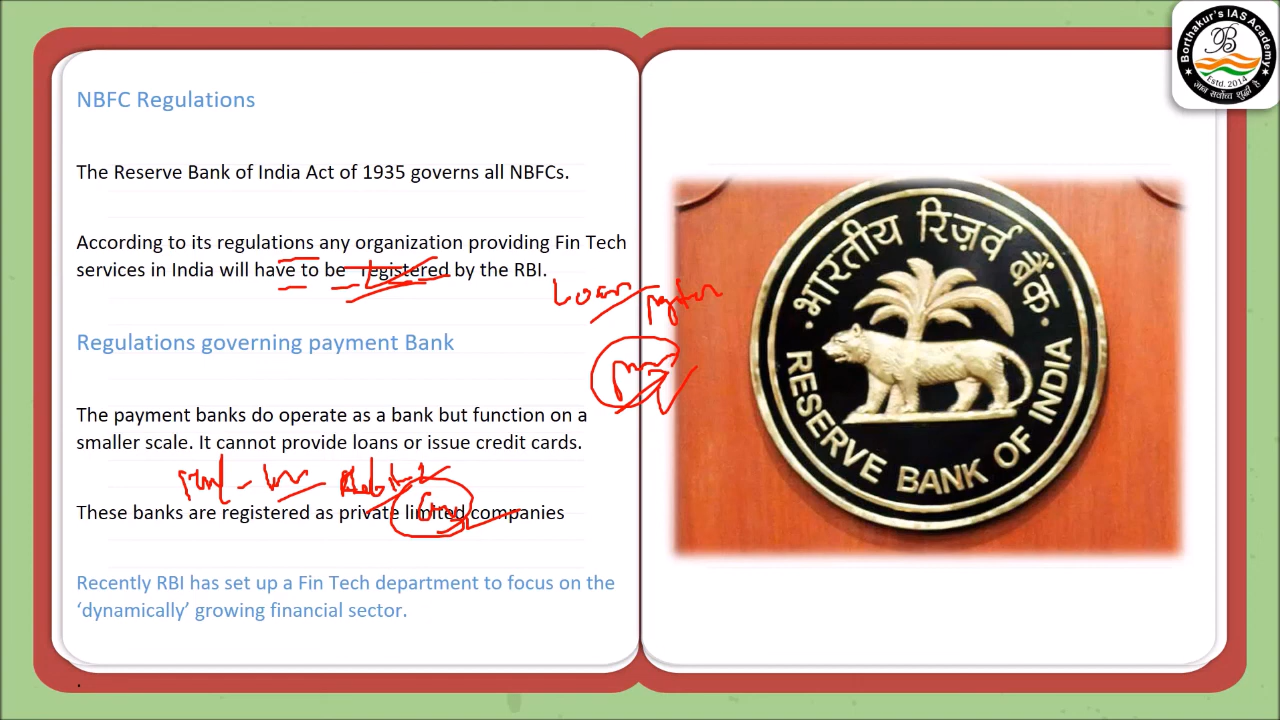 NBFC Regulations
The Reserve Bank of India Act of 1935 governs all NBFCs.
According to its regulations any organization providing Fin Tech
services in India will have to be registered by the RBI.
Loan
Regulations governing payment Bank
The payment banks do operate as a bank but function on a
smaller scale. It cannot provide loans or issue credit cards.
These banks are registered as private limited companies
Recently RBI has set up a Fin Tech department to focus on the
‘dynamically’ growing financial sector.
.
भारतीय रिज़र्व बैंक
RESERVE BANK OF INDIA
Borthakur's IAS Academy
B
Estd. 2014
ज्ञान सर्वोच्च शुद्धी है